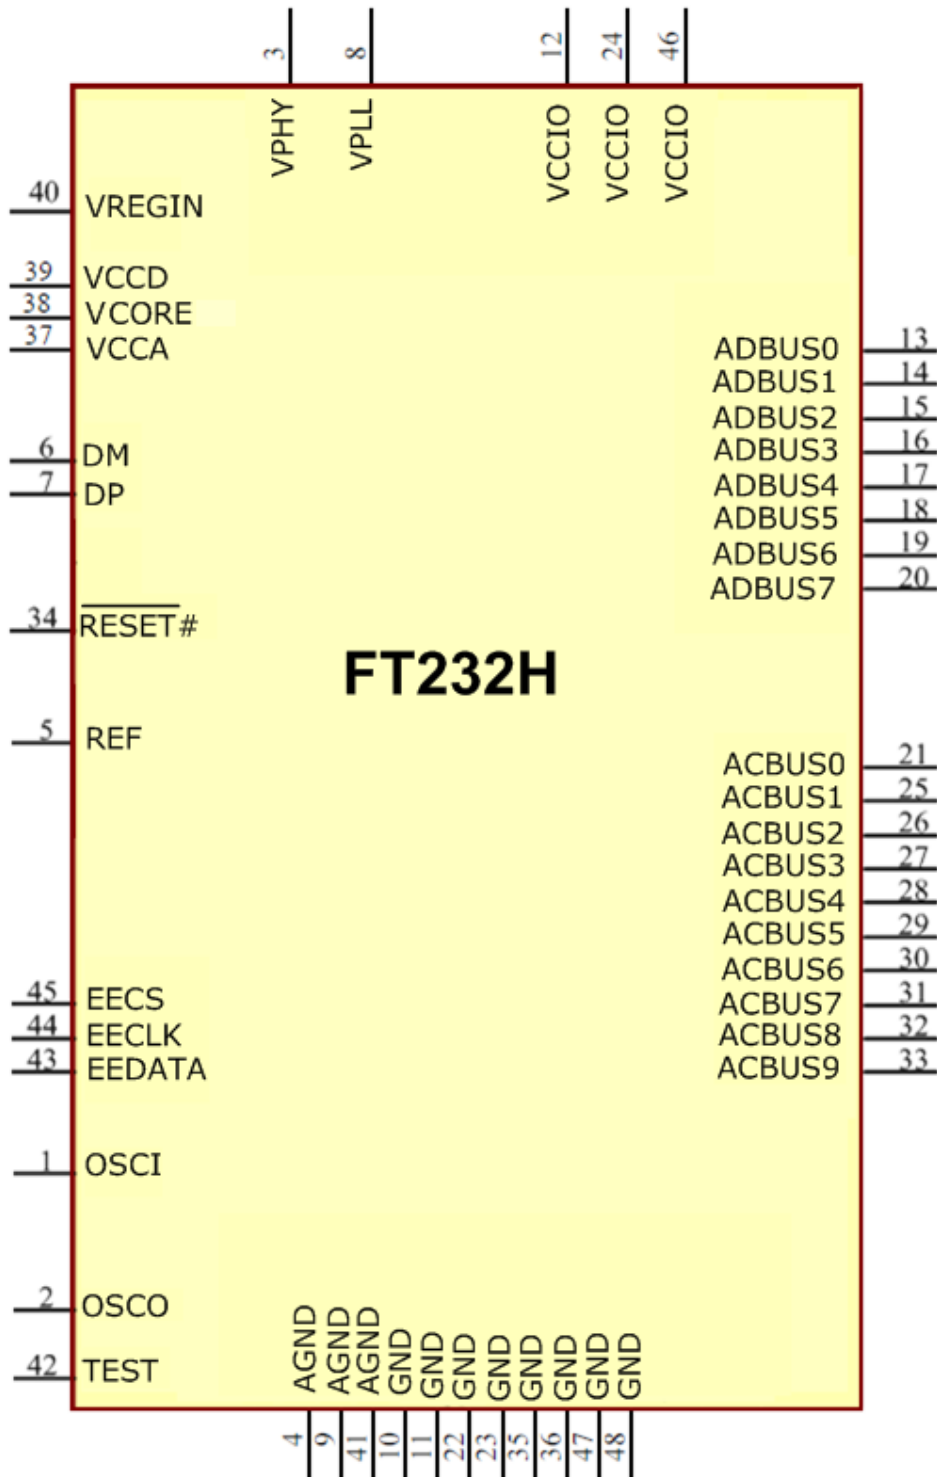 3 8 12 24 46
VPHY VPLL VCCIO VCCIO VCCIO
40 VREGIN
39 VCCD
38 VCORE
37 VCCA
6 DM
7 DP
34 RESET#
5 REF
45 EECS
44 EECLK
43 EEDATA
1 OSCI
2 OSCO
42 TEST
FT232H
ADBUS0 13
ADBUS1 14
ADBUS2 15
ADBUS3 16
ADBUS4 17
ADBUS5 18
ADBUS6 19
ADBUS7 20
ACBUS0 21
ACBUS1 25
ACBUS2 26
ACBUS3 27
ACBUS4 28
ACBUS5 29
ACBUS6 30
ACBUS7 31
ACBUS8 32
ACBUS9 33
AGND AGND AGND GND GND GND GND GND GND GND GND
4 9 41 10 11 22 23 35 36 47 48